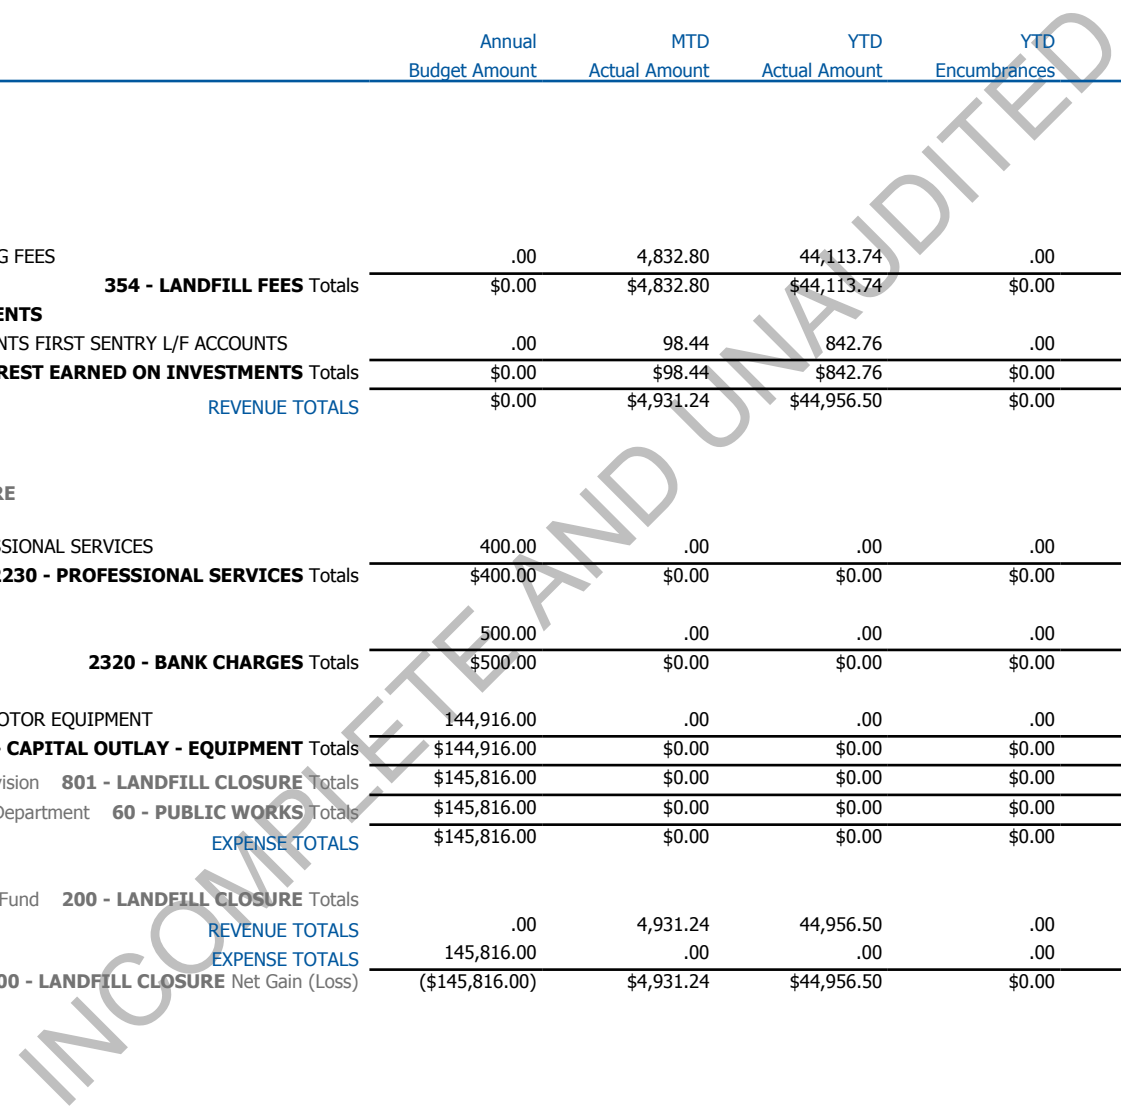 Annual MTD YTD YTD
Budget Amount Actual Amount Actual Amount Encumbrances
G FEES .00 4,832.80 44,113.74 .00
354 - LANDFILL FEES Totals $0.00 $4,832.80 $44,113.74 $0.00
ENTS
NTS FIRST SENTRY L/F ACCOUNTS .00 98.44 842.76 .00
REST EARNED ON INVESTMENTS Totals $0.00 $98.44 $842.76 $0.00
REVENUE TOTALS $0.00 $4,931.24 $44,956.50 $0.00
RE
SSIONAL SERVICES 400.00 .00 .00 .00
2230 - PROFESSIONAL SERVICES Totals $400.00 $0.00 $0.00 $0.00
500.00 .00 .00 .00
2320 - BANK CHARGES Totals $500.00 $0.00 $0.00 $0.00
OTOR EQUIPMENT 144,916.00 .00 .00 .00
- CAPITAL OUTLAY - EQUIPMENT Totals $144,916.00 $0.00 $0.00 $0.00
vision 801 - LANDFILL CLOSURE Totals $145,816.00 $0.00 $0.00 $0.00
Department 60 - PUBLIC WORKS Totals $145,816.00 $0.00 $0.00 $0.00
EXPENSE TOTALS $145,816.00 $0.00 $0.00 $0.00
Fund 200 - LANDFILL CLOSURE Totals
REVENUE TOTALS .00 4,931.24 44,956.50 .00
EXPENSE TOTALS 145,816.00 .00 .00 .00
00 - LANDFILL CLOSURE Net Gain (Loss) ($145,816.00) $4,931.24 $44,956.50 $0.00
INCOMPLETE AND UNAUDITED